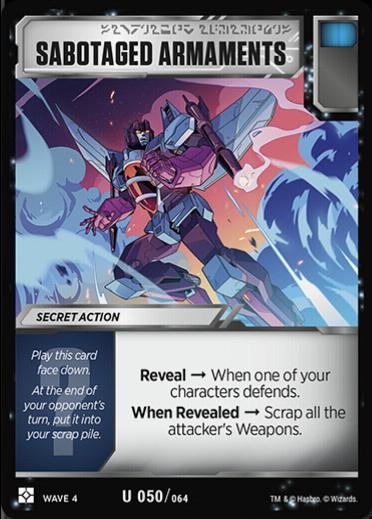 SABOTAGED ARMAMENTS
SECRET ACTION
Play this card
face down.
At the end of
your opponent's
turn, put it into
your scrap pile.
Reveal → When one of your
characters defends.
When Revealed → Scrap all the
attacker's Weapons.
WAVE 4
U 050/064
TM & © Hasbro. © Wizards.